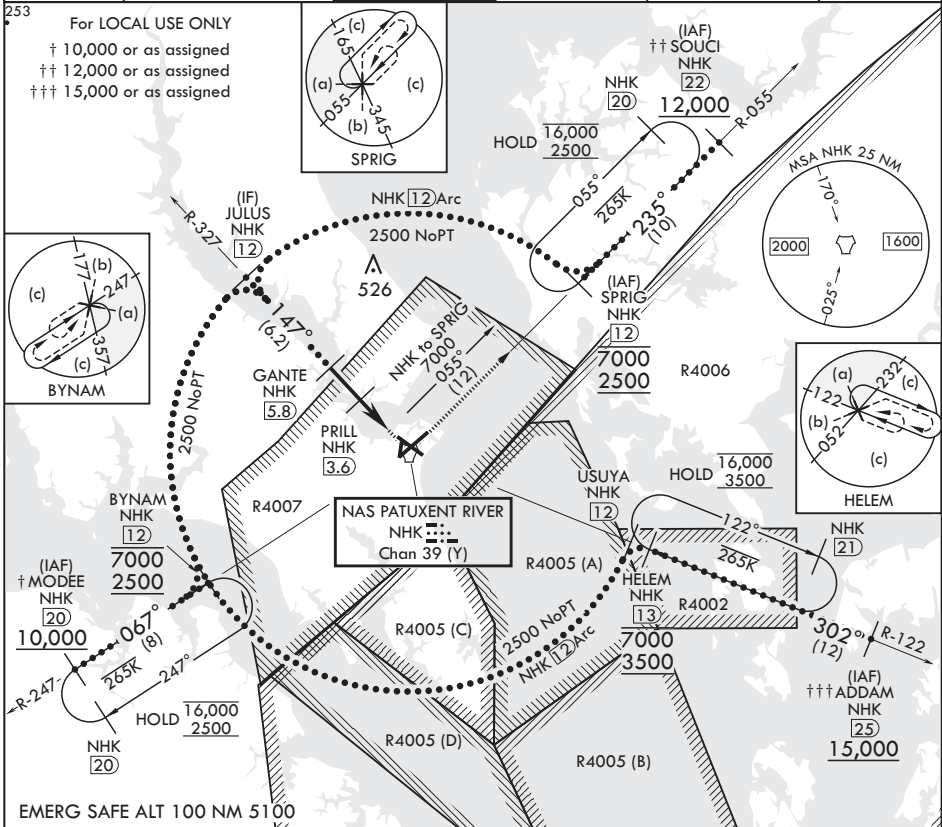 253
For LOCAL USE ONLY
† 10,000 or as assigned
†† 12,000 or as assigned
††† 15,000 or as assigned
(c)
165
(a)
(c)
055
345
(b)
SPRIG
(IAF)
†† SOUCI
NHK
22
12,000
NHK
20
R-055
HOLD 16,000
2500
055°
265K
235°
(10)
MSA NHK 25 NM
170°
2000
1600
025°
(IF)
JULUS
NHK
12
R-327
NHK 12 Arc
2500 NoPT
526
147°
(6.2)
(b)
177
(c)
247
(a)
357
(c)
BYNAM
2500 NoPT
GANTE
NHK
5.8
PRILL
NHK
3.6
NHK to SPRIG
7000
055°
(12)
(IAF)
SPRIG
NHK
12
7000
2500
R4006
(a)
232
(c)
122
(b)
052
(c)
HELEM
R4007
NAS PATUXENT RIVER
NHK
Chan 39 (Y)
USUYA
NHK
12
HOLD 16,000
3500
122°
265K
NHK
21
R4005 (A)
HELEM
NHK
13
7000
3500
R4002
302°
(12)
R-122
(IAF)
††† ADDAM
NHK
25
15,000
BYNAM
NHK
12
7000
2500
(IAF)
† MODEE
NHK
20
10,000
067°
(8)
265K
247°
R-247
HOLD 16,000
2500
NHK
20
R4005 (C)
2500 NoPT
NHK 12 Arc
R4005 (D)
R4005 (B)
EMERG SAFE ALT 100 NM 5100